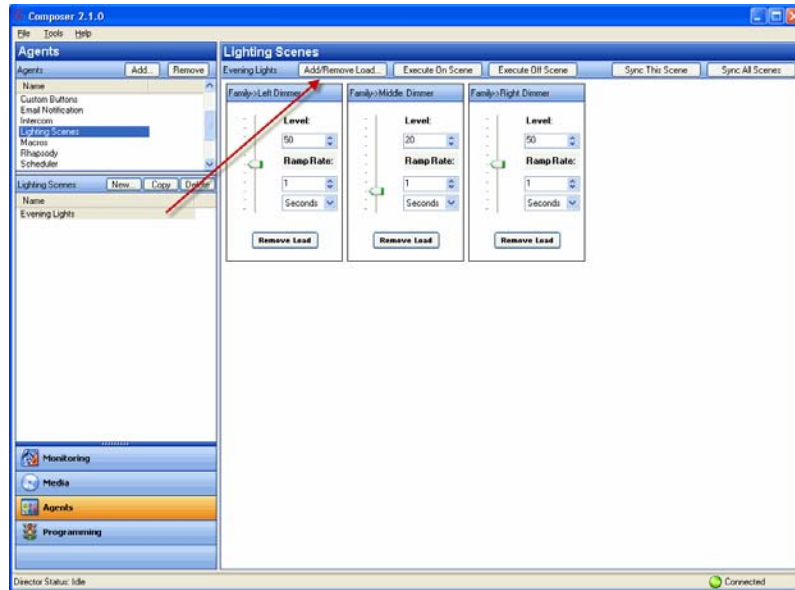 Composer 2.1.0
File Tools Help
Agents
Agents Add... Remove
Name
Custom Buttons
Email Notification
Intercom
Lighting Scenes
Macros
Rhapsody
Scheduler
Lighting Scenes New... Copy Delete
Name
Evening Lights
Monitoring
Media
Agents
Programming
Lighting Scenes
Evening Lights Add/Remove Load... Execute On Scene Execute Off Scene Sync This Scene Sync All Scenes
Family->Left Dimmer
Level:
50
Ramp Rate:
1
Seconds
Remove Load
Family->Middle Dimmer
Level:
20
Ramp Rate:
1
Seconds
Remove Load
Family->Right Dimmer
Level:
50
Ramp Rate:
1
Seconds
Remove Load
Director Status: Idle Connected